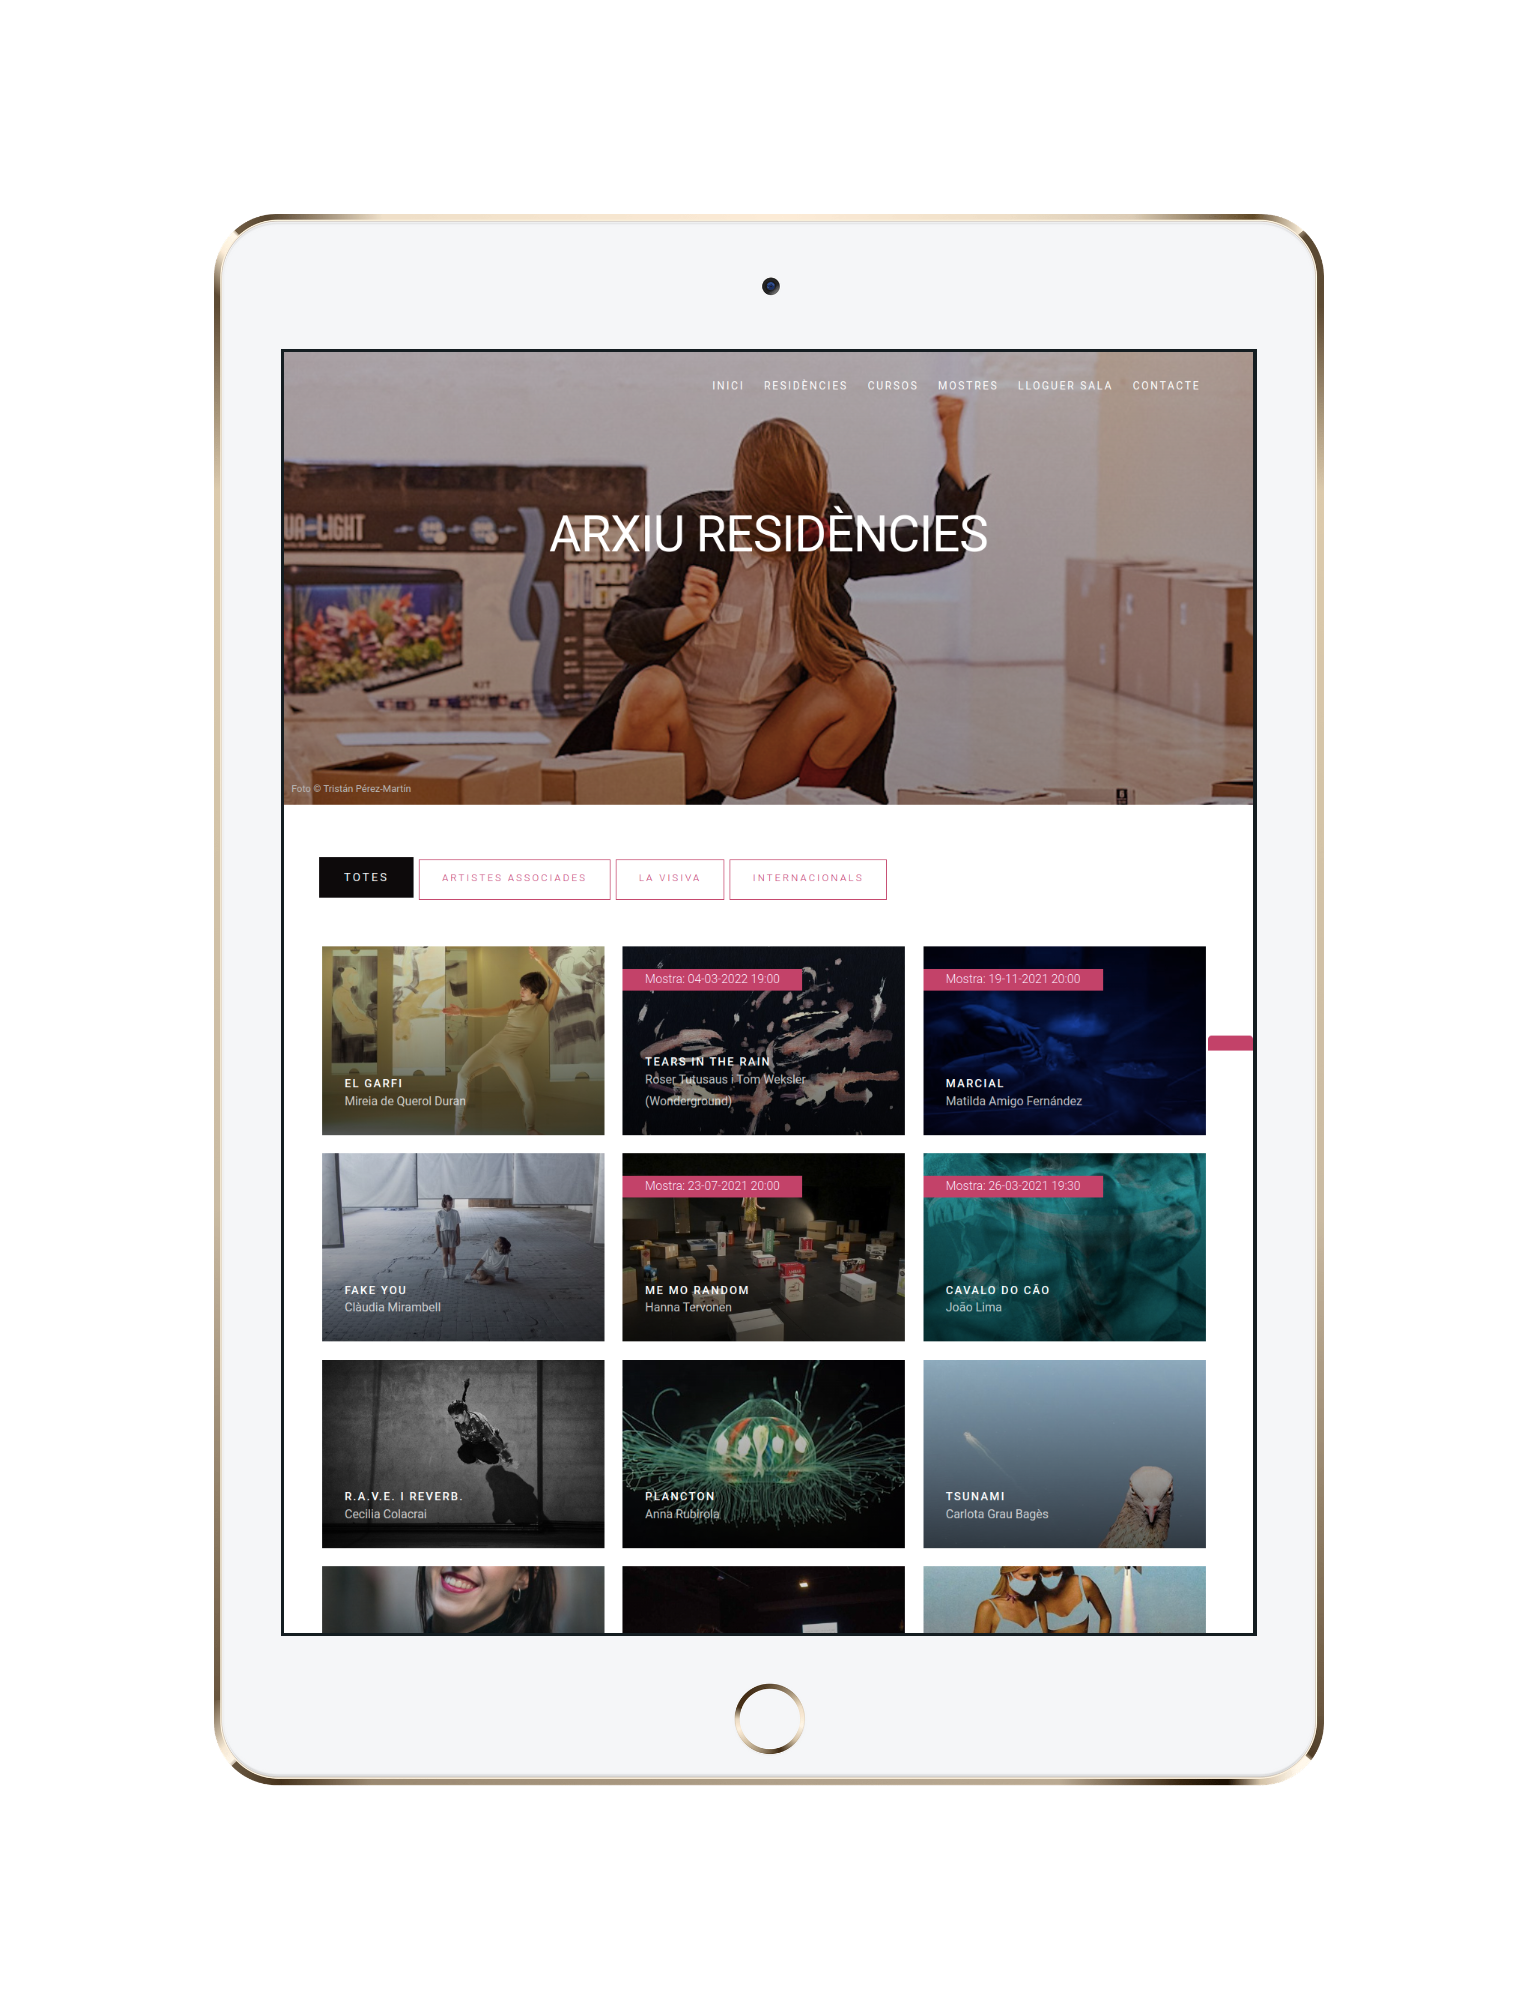 INICI RESIDÈNCIES CURSOS MOSTRES LLOGUER SALA CONTACTE
UA-LIGHT
ARXIU RESIDÈNCIES
KIT
Foto © Tristán Pérez-Martín
TOTES ARTISTES ASSOCIADES LA VISIVA INTERNACIONALS
EL GARFI
Mireia de Querol Duran
Mostra: 04-03-2022 19:00
TEARS IN THE RAIN
Roser Tutusaus i Tom Weksler
(Wonderground)
Mostra: 19-11-2021 20:00
MARCIAL
Matilda Amigo Fernández
FAKE YOU
Clàudia Mirambell
Mostra: 23-07-2021 20:00
ME MO RANDOM
Hanna Tervonen
Mostra: 26-03-2021 19:30
CAVALO DO CÃO
João Lima
R.A.V.E. I REVERB.
Cecilia Colacrai
PLANCTON
Anna Rubirola
TSUNAMI
Carlota Grau Bagès